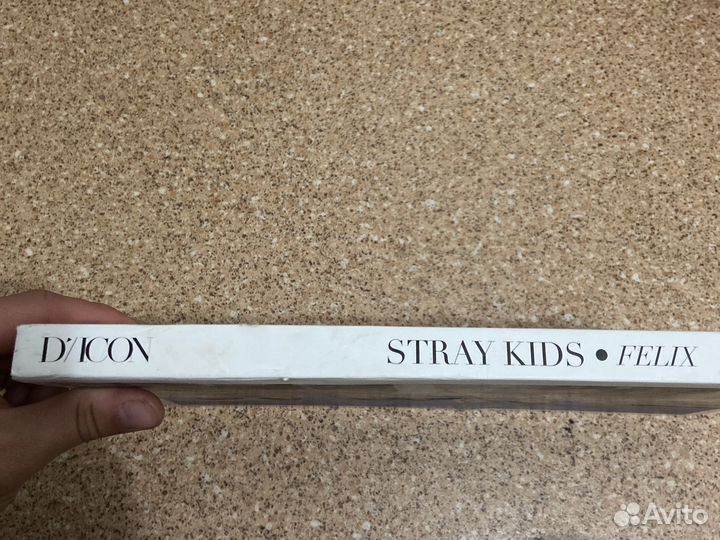 D'/ICON STRAY KIDS • FELIX
Avito